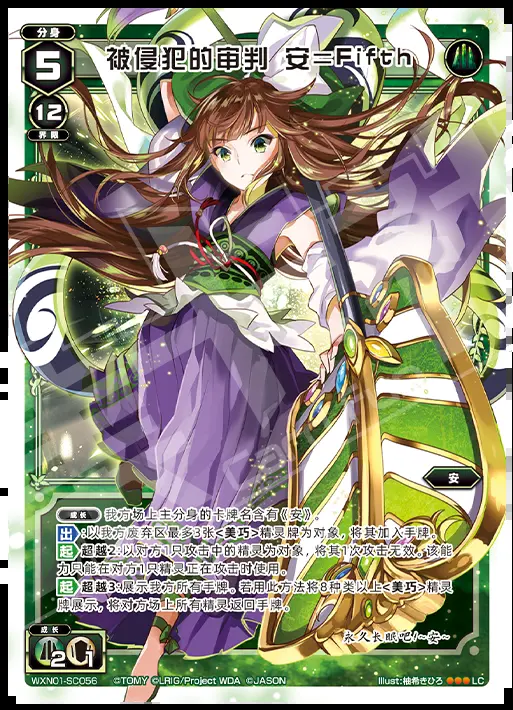 分身
5
被侵犯的审判 安=Fifth
12
界限
安
成长 我方场上主分身的卡牌名含有《安》。
出:以我方废弃区最多3张<美巧>精灵牌为对象,将其加入手牌。
起 超越2:以对方1只攻击中的精灵为对象,将其1次攻击无效。该能
力只能在对方1只精灵正在攻击时使用。
起 超越3:展示我方所有手牌。若用此方法将8种类以上<美巧>精灵
牌展示,将对方场上所有精灵返回手牌。
成长
2 1
永久长眠吧!~安~
WXN01-SC056 ©TOMY ©LRIG/Project WDA ©JASON Illust:柚希きひろ LC